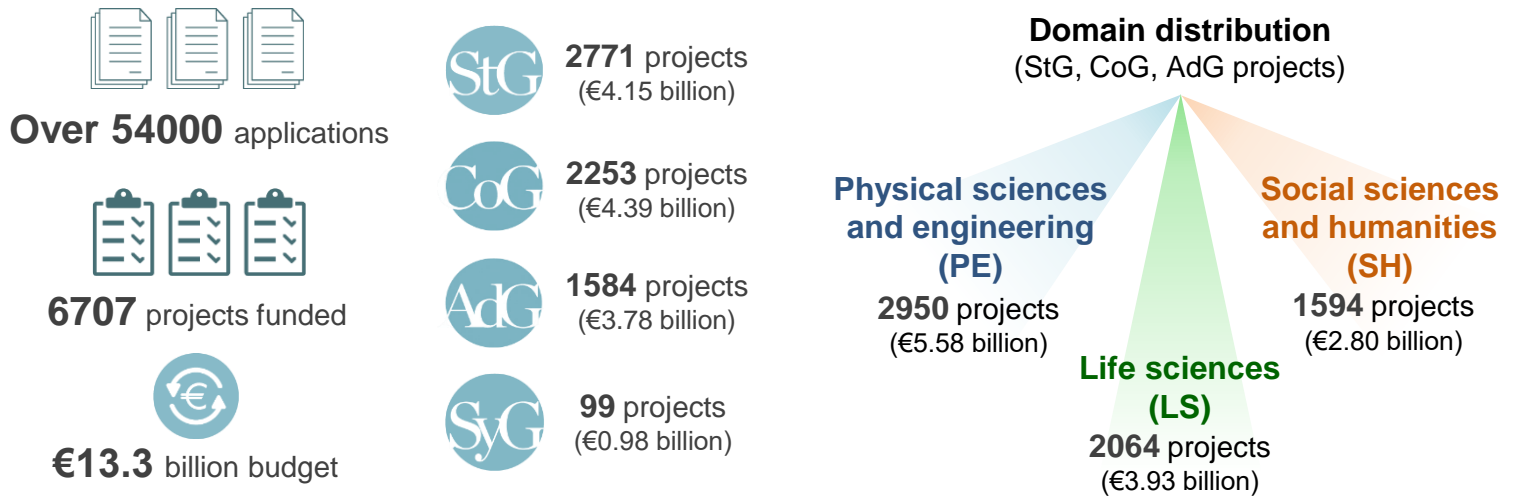 Over 54000 applications
6707 projects funded
€13.3 billion budget
StG
2771 projects
(€4.15 billion)
CoG
2253 projects
(€4.39 billion)
AdG
1584 projects
(€3.78 billion)
SyG
99 projects
(€0.98 billion)
Domain distribution
(StG, CoG, AdG projects)
Physical sciences
and engineering
(PE)
2950 projects
(€5.58 billion)
Life sciences
(LS)
2064 projects
(€3.93 billion)
Social sciences
and humanities
(SH)
1594 projects
(€2.80 billion)